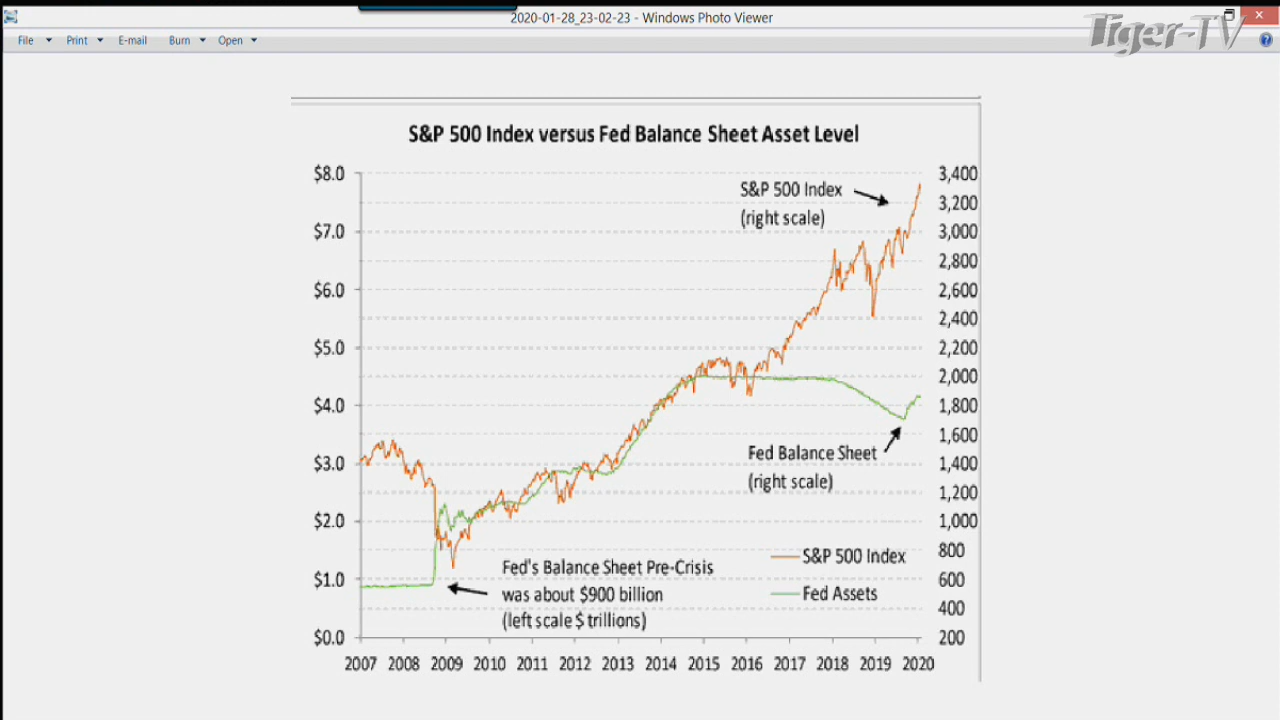 2020-01-28_23-02-23 - Windows Photo Viewer
Tiger-TV
File Print E-mail Burn Open
S&P 500 Index versus Fed Balance Sheet Asset Level
$8.0
$7.0
$6.0
$5.0
$4.0
$3.0
$2.0
$1.0
$0.0
3,400
3,200
3,000
2,800
2,600
2,400
2,200
2,000
1,800
1,600
1,400
1,200
1,000
800
600
400
200
S&P 500 Index
(right scale)
Fed Balance Sheet
(right scale)
S&P 500 Index
Fed Assets
Fed's Balance Sheet Pre-Crisis
was about $900 billion
(left scale $ trillions)
2007 2008 2009 2010 2011 2012 2013 2014 2015 2016 2017 2018 2019 2020